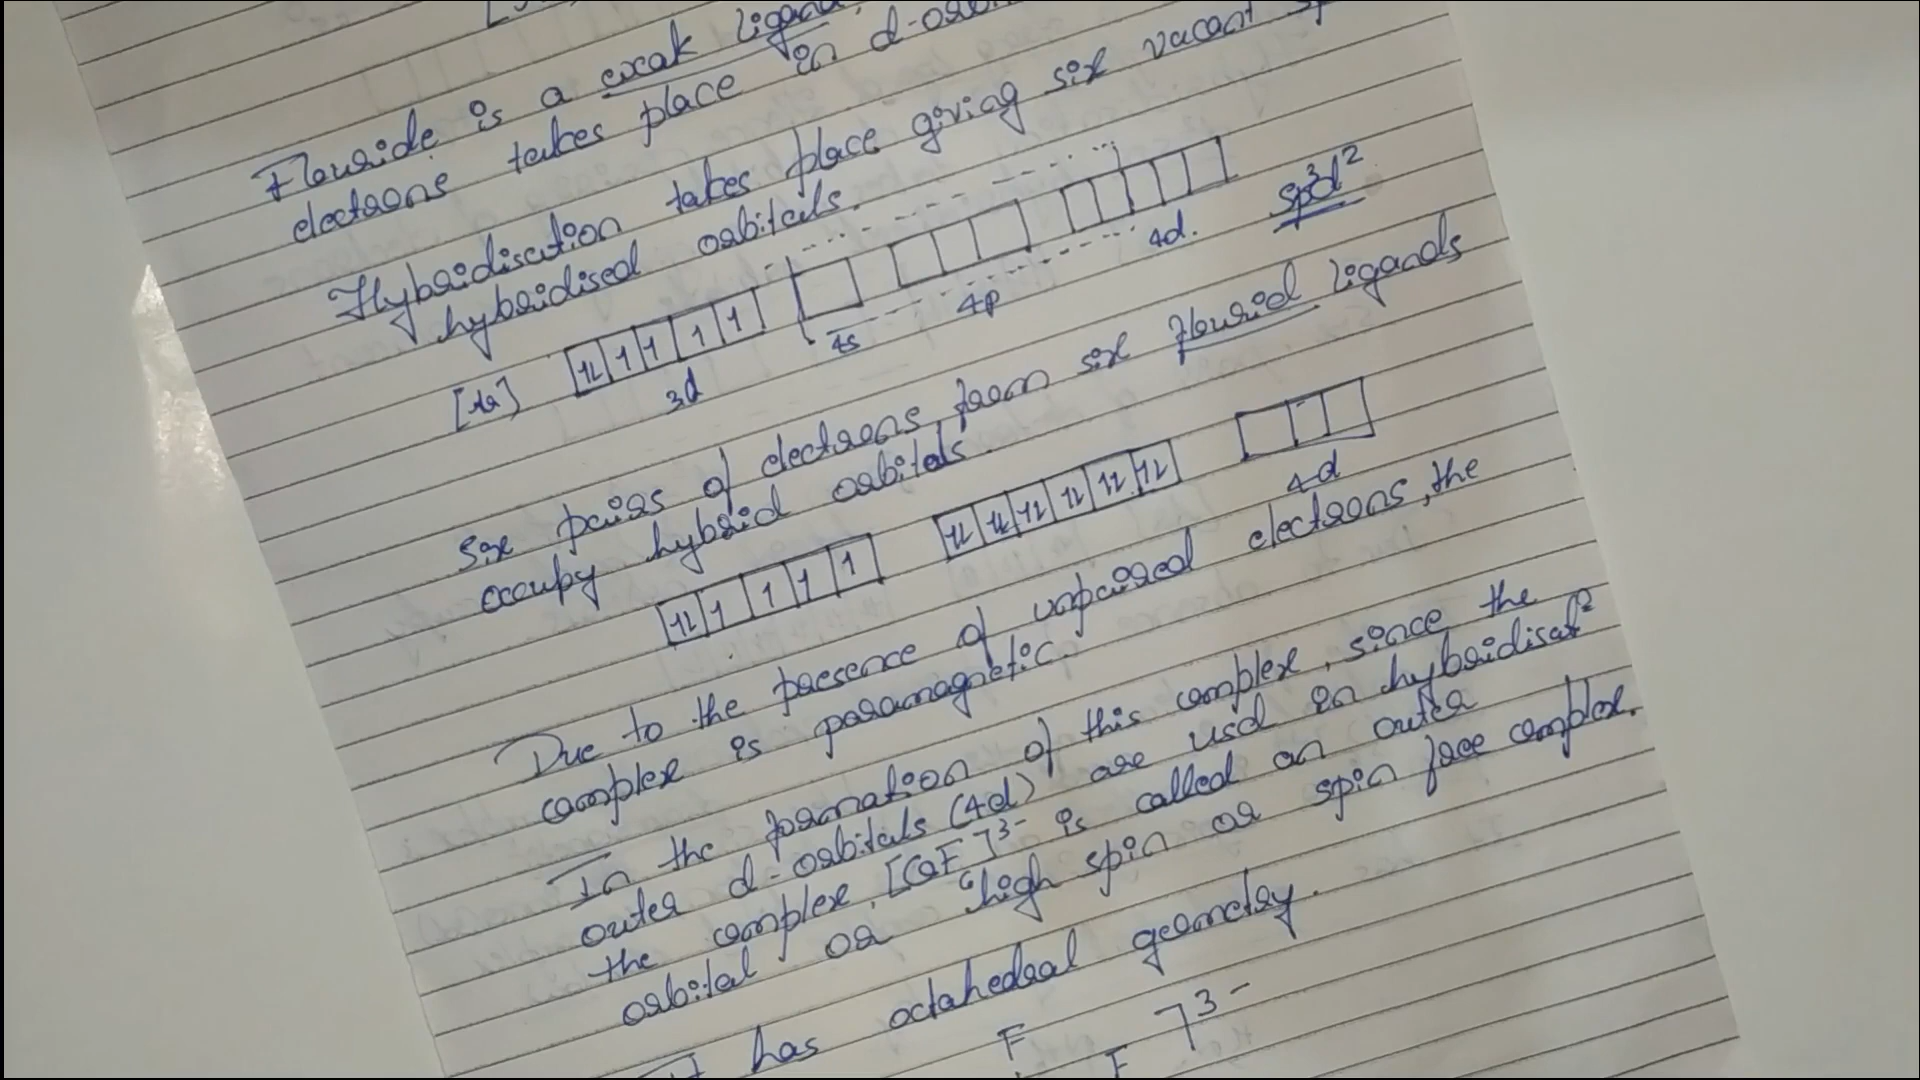 Flouride is a weak ligand.
electrons takes place in d-orbi
Hybridisation takes place giving six vacant sp
hybridised orbitals.
[Ar] 1L 1 1 1 1 sp3d2
3d 4s 4p 4d.
Six pairs of electrons from six flourid ligands
occupy hybrid orbitals.
1L 1 1 1 1 1L 1L 1L 1L 1L 1L
4d
Due to the presence of unpaired electrons, the
complex is paramagnetic.
In the formation of this complex, since the
outer d-orbitals (4d) are usd in hybridisatn
the complex, [CoF6]3- is called an outer
orbital or high spin or spin free complex.
It has octahedral geometry.
F
F ]3-